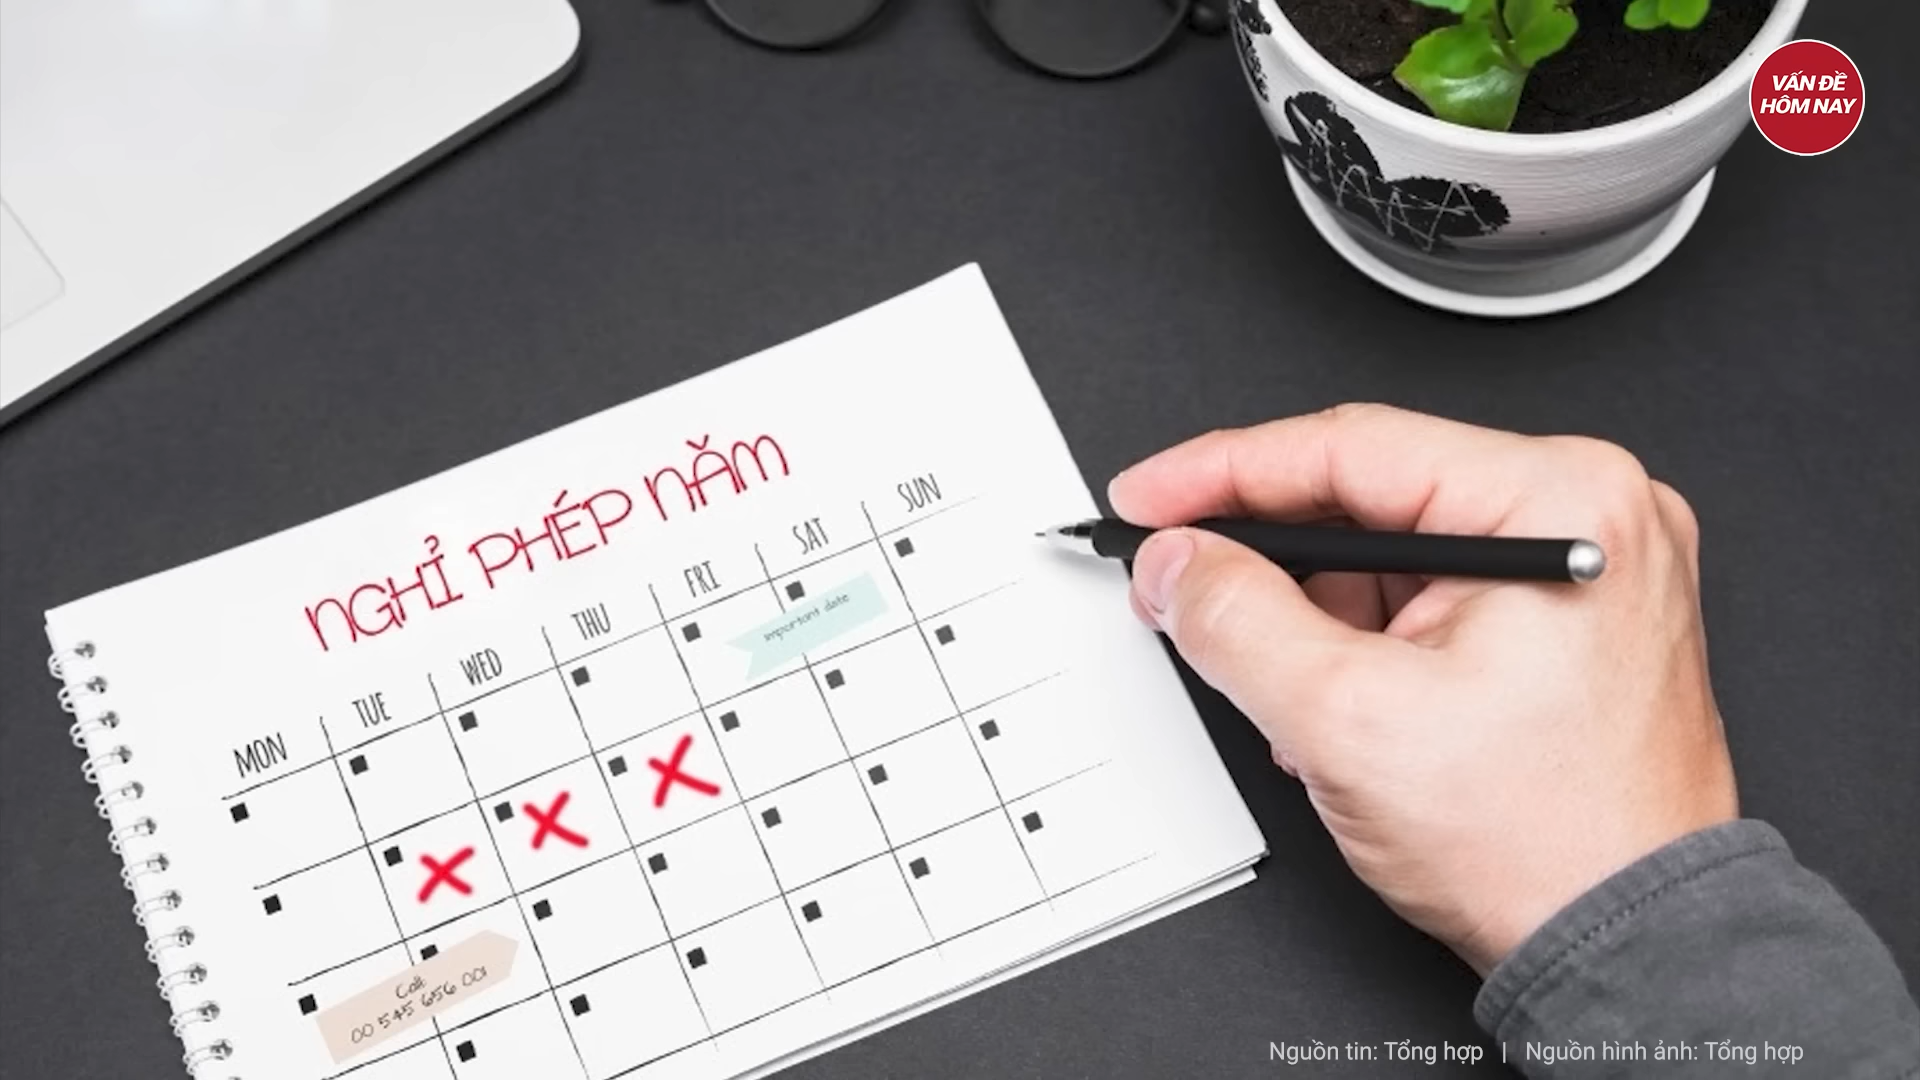 VẤN ĐỀ
HÔM NAY
NGHỈ PHÉP NĂM
MON TUE WED THU FRI SAT SUN
important date
Call:
00 545 656 001
Nguồn tin: Tổng hợp | Nguồn hình ảnh: Tổng hợp